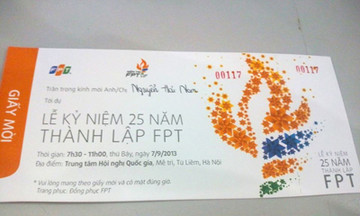 FPT
00117
00117
Trân trọng kính mời Anh/Chị Nguyễn Thế Nam
Tới dự
LỄ KỶ NIỆM 25 NĂM
THÀNH LẬP FPT
Thời gian: 7h30 - 11h00, thứ Bảy, ngày 7/9/2013
Địa điểm: Trung tâm Hội nghị Quốc gia, Mễ trì, Từ Liêm, Hà Nội
* Vui lòng mang theo giấy mời và có mặt đúng giờ.
Trang phục: Đồng phục FPT
LỄ KỶ NIỆM
25 NĂM
THÀNH LẬP
FPT
GIẤY MỜI